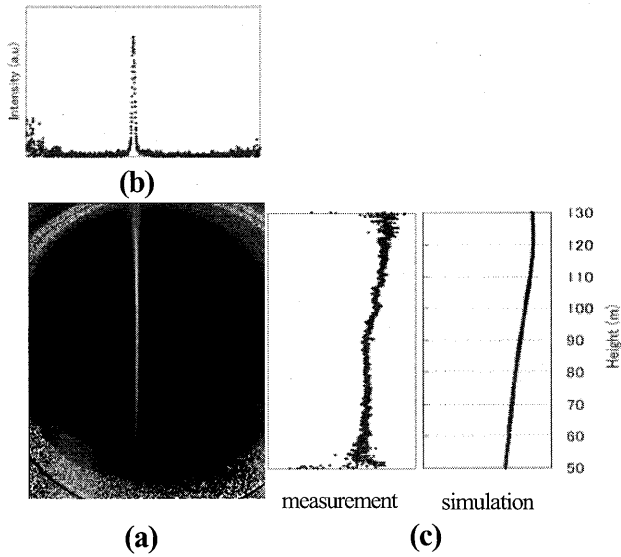 Intensity (a.u)
(b)
130
120
110
100
90
80
70
60
50
Height (m)
measurement
simulation
(a)
(c)